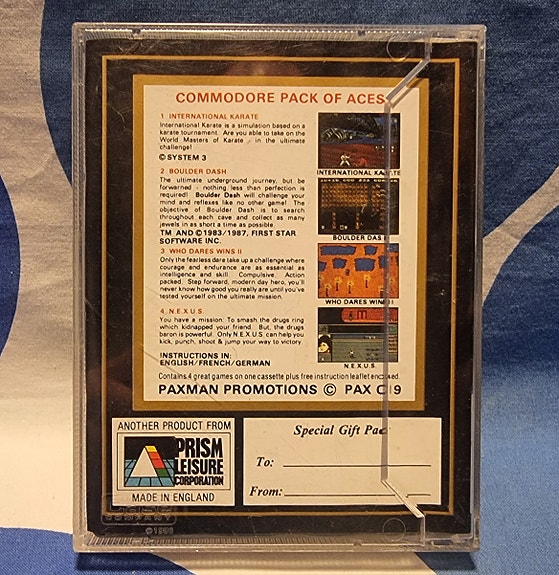 COMMODORE PACK OF ACES
1 INTERNATIONAL KARATE
International Karate is a simulation based on a
karate tournament. Are you able to take on the
World Masters of Karate - in the ultimate
challenge!
© SYSTEM 3
INTERNATIONAL KARATE
2 BOULDER DASH
The ultimate underground journey, but be
forwarned - nothing less than perfection is
required! Boulder Dash will challenge your
mind and reflexes like no other game! The
objective of Boulder Dash is to search
throughout each cave and collect as many
jewels in as short a time as possible.
TM AND © 1983/1987, FIRST STAR
SOFTWARE INC.
BOULDER DASH
3 WHO DARES WINS II
Only the fearless dare take up a challenge where
courage and endurance are as essential as
intelligence and skill. Compulsive. Action
packed. Step forward, modern day hero, you'll
never know how good you really are until you've
tested yourself on the ultimate mission.
WHO DARES WINS II
4 N.E.X.U.S.
You have a mission: To smash the drugs ring
which kidnapped your friend. But, the drugs
baron is powerful. Only N.E.X.U.S. can help you
kick, punch, shoot & jump your way to victory.
N.E.X.U.S.
INSTRUCTIONS IN:
ENGLISH/FRENCH/GERMAN
Contains 4 great games on one cassette plus free instruction leaflet enclosed.
PAXMAN PROMOTIONS © PAX C 19
ANOTHER PRODUCT FROM
PRISM
LEISURE
CORPORATION
MADE IN ENGLAND
Special Gift Pack
To:
From:
COMPANY